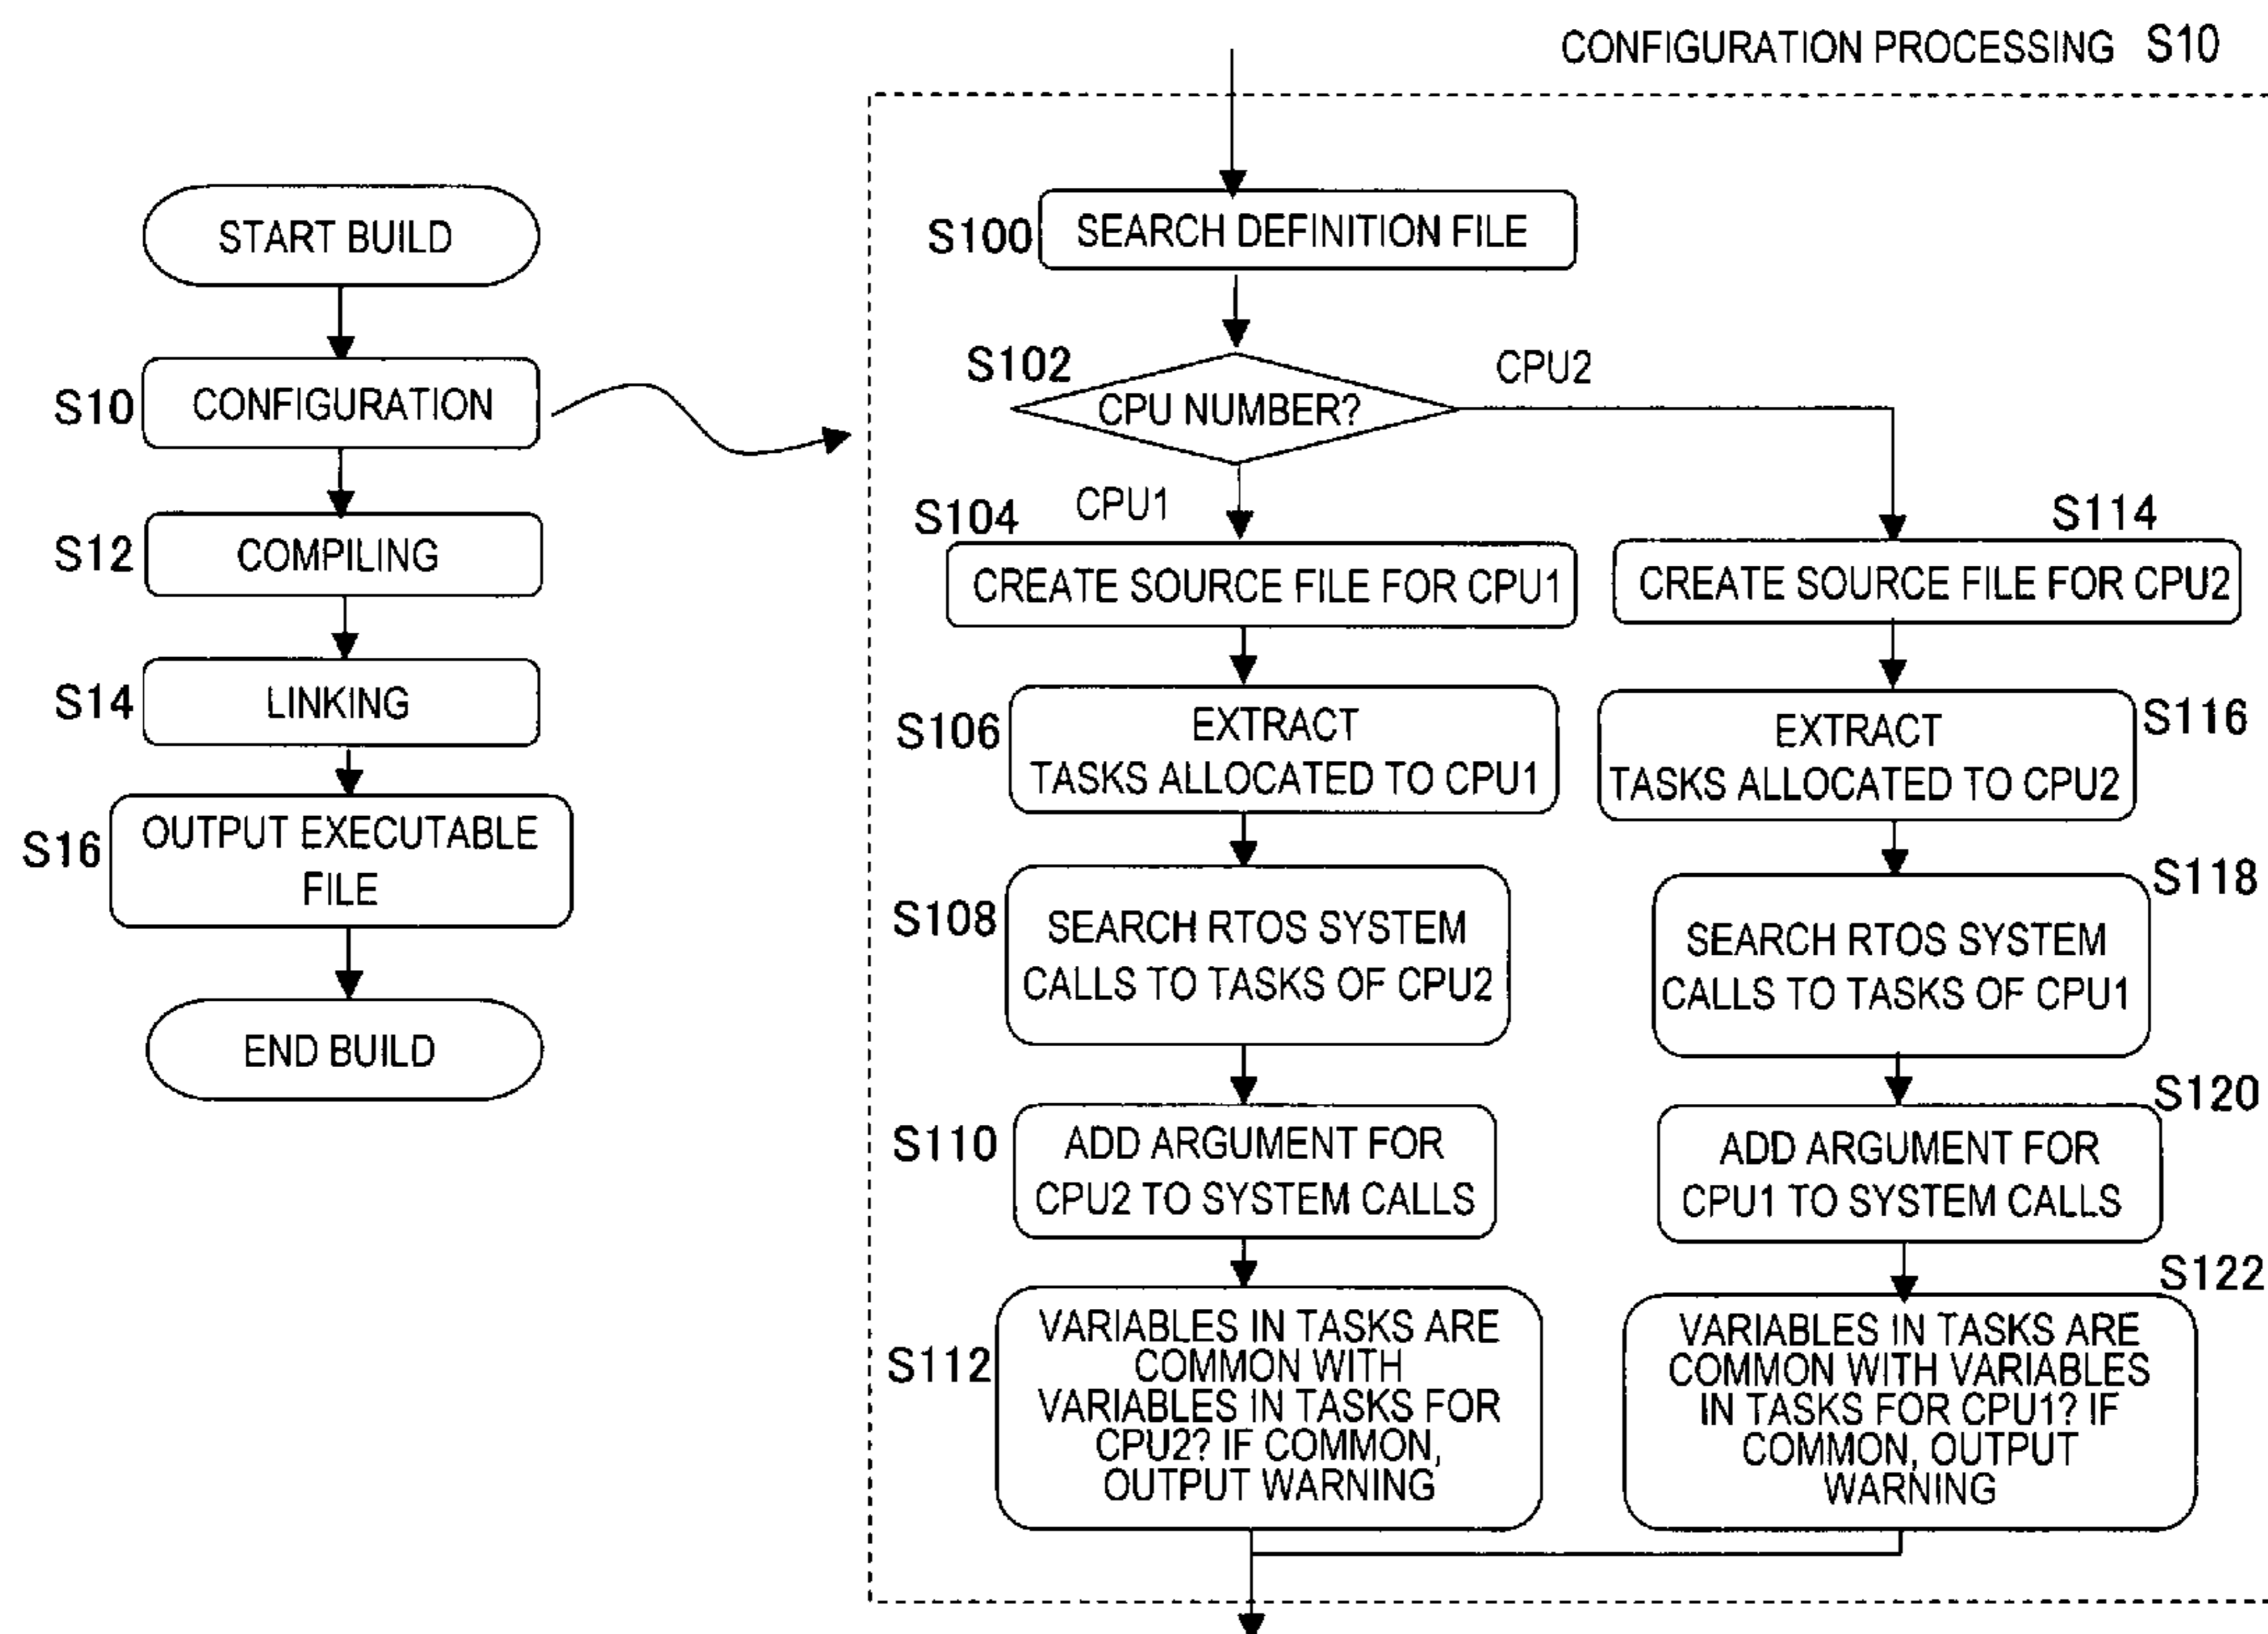 CONFIGURATION PROCESSING S10
START BUILD
S10
CONFIGURATION
S12
COMPILING
S14
LINKING
S16
OUTPUT EXECUTABLE
FILE
END BUILD
S100
SEARCH DEFINITION FILE
S102
CPU NUMBER?
CPU2
CPU1
S104
CREATE SOURCE FILE FOR CPU1
S106
EXTRACT
TASKS ALLOCATED TO CPU1
S108
SEARCH RTOS SYSTEM
CALLS TO TASKS OF CPU2
S110
ADD ARGUMENT FOR
CPU2 TO SYSTEM CALLS
S112
VARIABLES IN TASKS ARE
COMMON WITH
VARIABLES IN TASKS FOR
CPU2? IF COMMON,
OUTPUT WARNING
S114
CREATE SOURCE FILE FOR CPU2
S116
EXTRACT
TASKS ALLOCATED TO CPU2
S118
SEARCH RTOS SYSTEM
CALLS TO TASKS OF CPU1
S120
ADD ARGUMENT FOR
CPU1 TO SYSTEM CALLS
S122
VARIABLES IN TASKS ARE
COMMON WITH VARIABLES
IN TASKS FOR CPU1? IF
COMMON, OUTPUT
WARNING